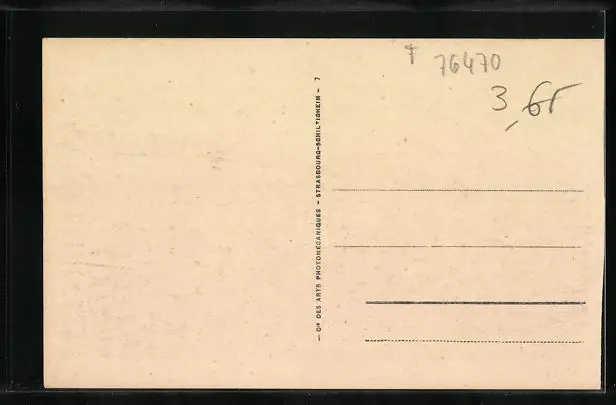 F 76470
3,65
— Cie DES ARTS PHOTOMÉCANIQUES – STRASBOURG-SCHILTIGHEIM – 7